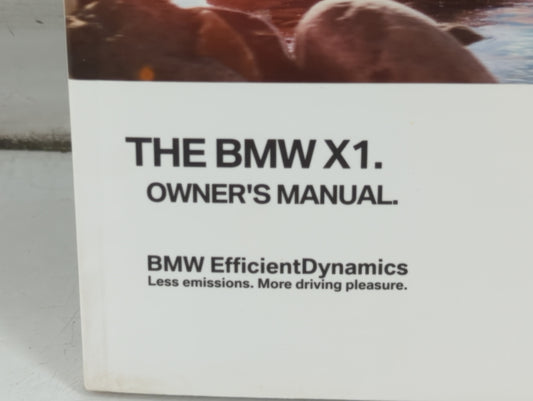 THE BMW X1.
OWNER'S MANUAL.
BMW EfficientDynamics
Less emissions. More driving pleasure.